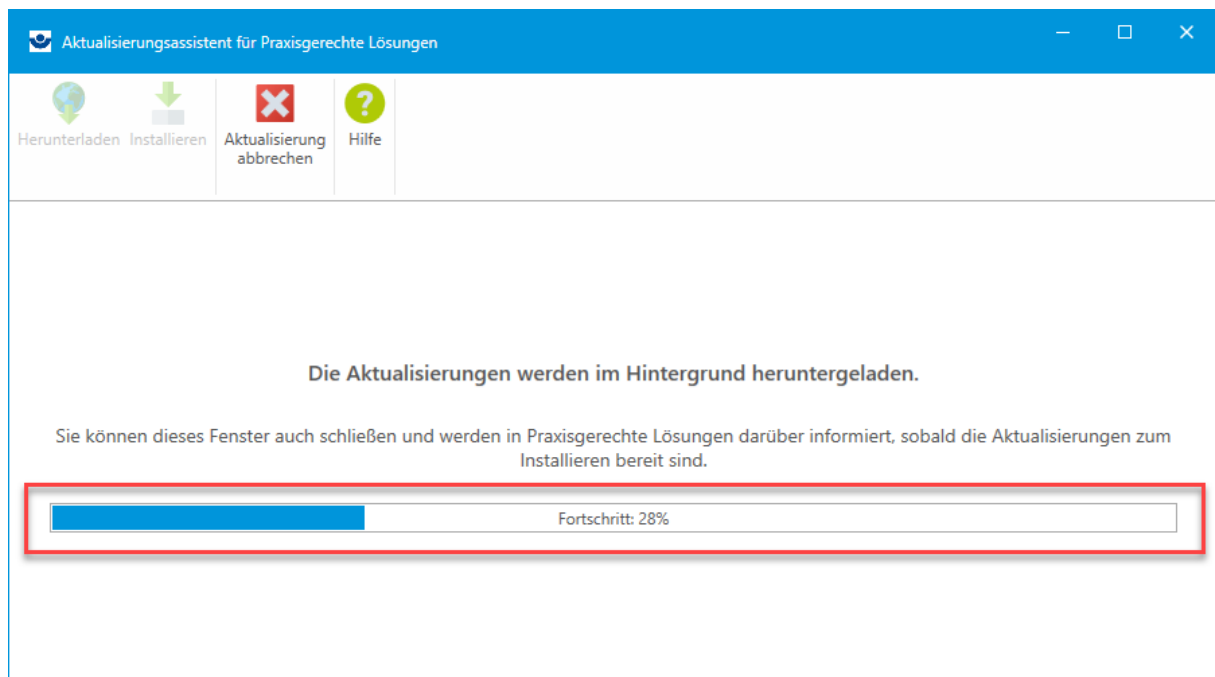 Aktualisierungsassistent für Praxisgerechte Lösungen
Herunterladen Installieren Aktualisierung abbrechen Hilfe
Die Aktualisierungen werden im Hintergrund heruntergeladen.
Sie können dieses Fenster auch schließen und werden in Praxisgerechte Lösungen darüber informiert, sobald die Aktualisierungen zum
Installieren bereit sind.
Fortschritt: 28%